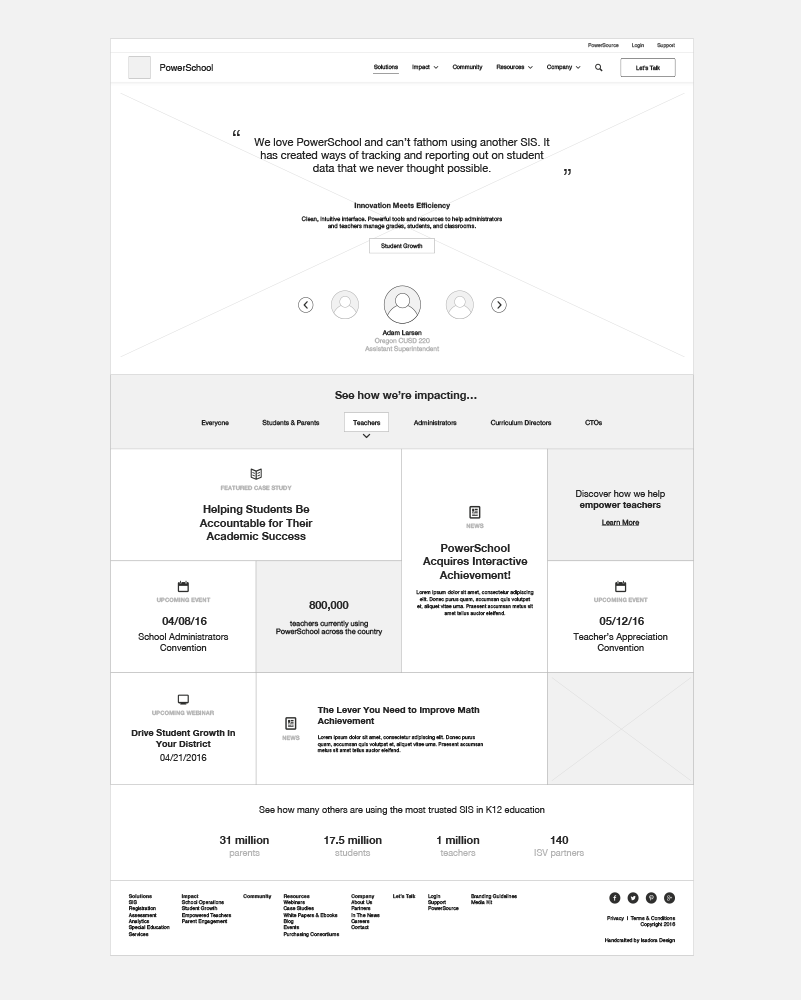 PowerSource Login Support
PowerSchool
Solutions Impact Community Resources Company Let's Talk
“ We love PowerSchool and can’t fathom using another SIS. It
has created ways of tracking and reporting out on student
data that we never thought possible. ”
Innovation Meets Efficiency
Clean, intuitive interface. Powerful tools and resources to help administrators
and teachers manage grades, students, and classrooms.
Student Growth
Adam Larsen
Oregon CUSD 220
Assistant Superintendent
See how we’re impacting…
Everyone Students & Parents Teachers Administrators Curriculum Directors CTOs
FEATURED CASE STUDY
Helping Students Be
Accountable for Their
Academic Success
NEWS
PowerSchool
Acquires Interactive
Achievement!
Lorem ipsum dolor sit amet, consectetur adipiscing
elit. Donec purus quam, accumsan quis volutpat
et, aliquet vitae urna. Praesent accumsan metus sit
amet tellus auctor eleifend.
Discover how we help
empower teachers
Learn More
UPCOMING EVENT
04/08/16
School Administrators
Convention
800,000
teachers currently using
PowerSchool across the country
UPCOMING EVENT
05/12/16
Teacher’s Appreciation
Convention
UPCOMING WEBINAR
Drive Student Growth in
Your District
04/21/2016
NEWS
The Lever You Need to Improve Math
Achievement
Lorem ipsum dolor sit amet, consectetur adipiscing elit. Donec purus
quam, accumsan quis volutpat et, aliquet vitae urna. Praesent accumsan
metus sit amet tellus auctor eleifend.
See how many others are using the most trusted SIS in K12 education
31 million
parents
17.5 million
students
1 million
teachers
140
ISV partners
Solutions
SIS
Registration
Assessment
Analytics
Special Education
Services
Impact
School Operations
Student Growth
Empowered Teachers
Parent Engagement
Community
Resources
Webinars
Case Studies
White Papers & Ebooks
Blog
Events
Purchasing Consortiums
Company
About Us
Partners
In The News
Careers
Contact
Let's Talk
Login
Support
PowerSource
Branding Guidelines
Media Kit
Privacy | Terms & Conditions
Copyright 2016
Handcrafted by Isadora Design